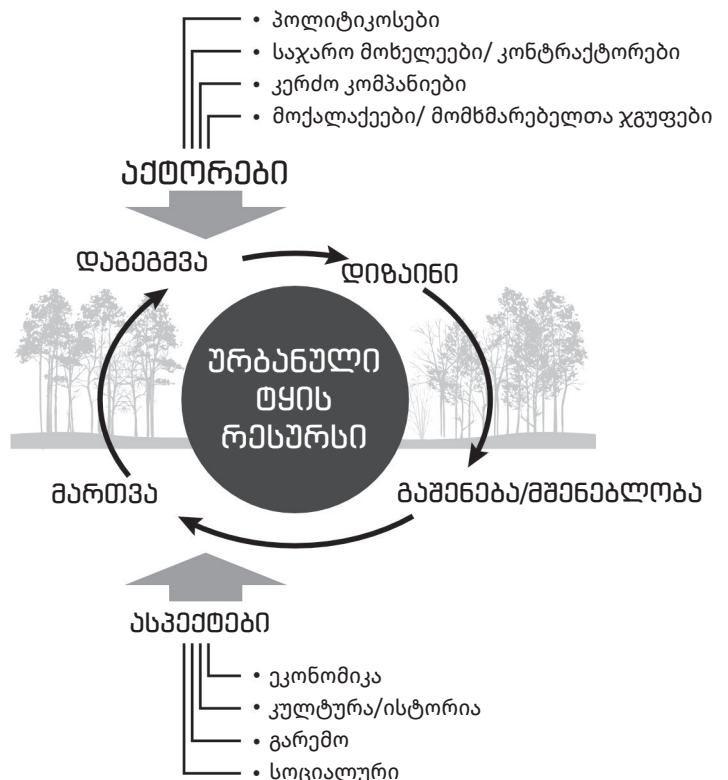 • პოლიტიკოსები
• საჯარო მოხელეები/ კონტრაქტორები
• კერძო კომპანიები
• მოქალაქეები/ მომხმარებელთა ჯგუფები
აქტორები
დაგეგმვა
დიზაინი
ურბანული
ტყის
რესურსი
მართვა
გაშენება/მშენებლობა
ასპექტები
• ეკონომიკა
• კულტურა/ისტორია
• გარემო
• სოციალური